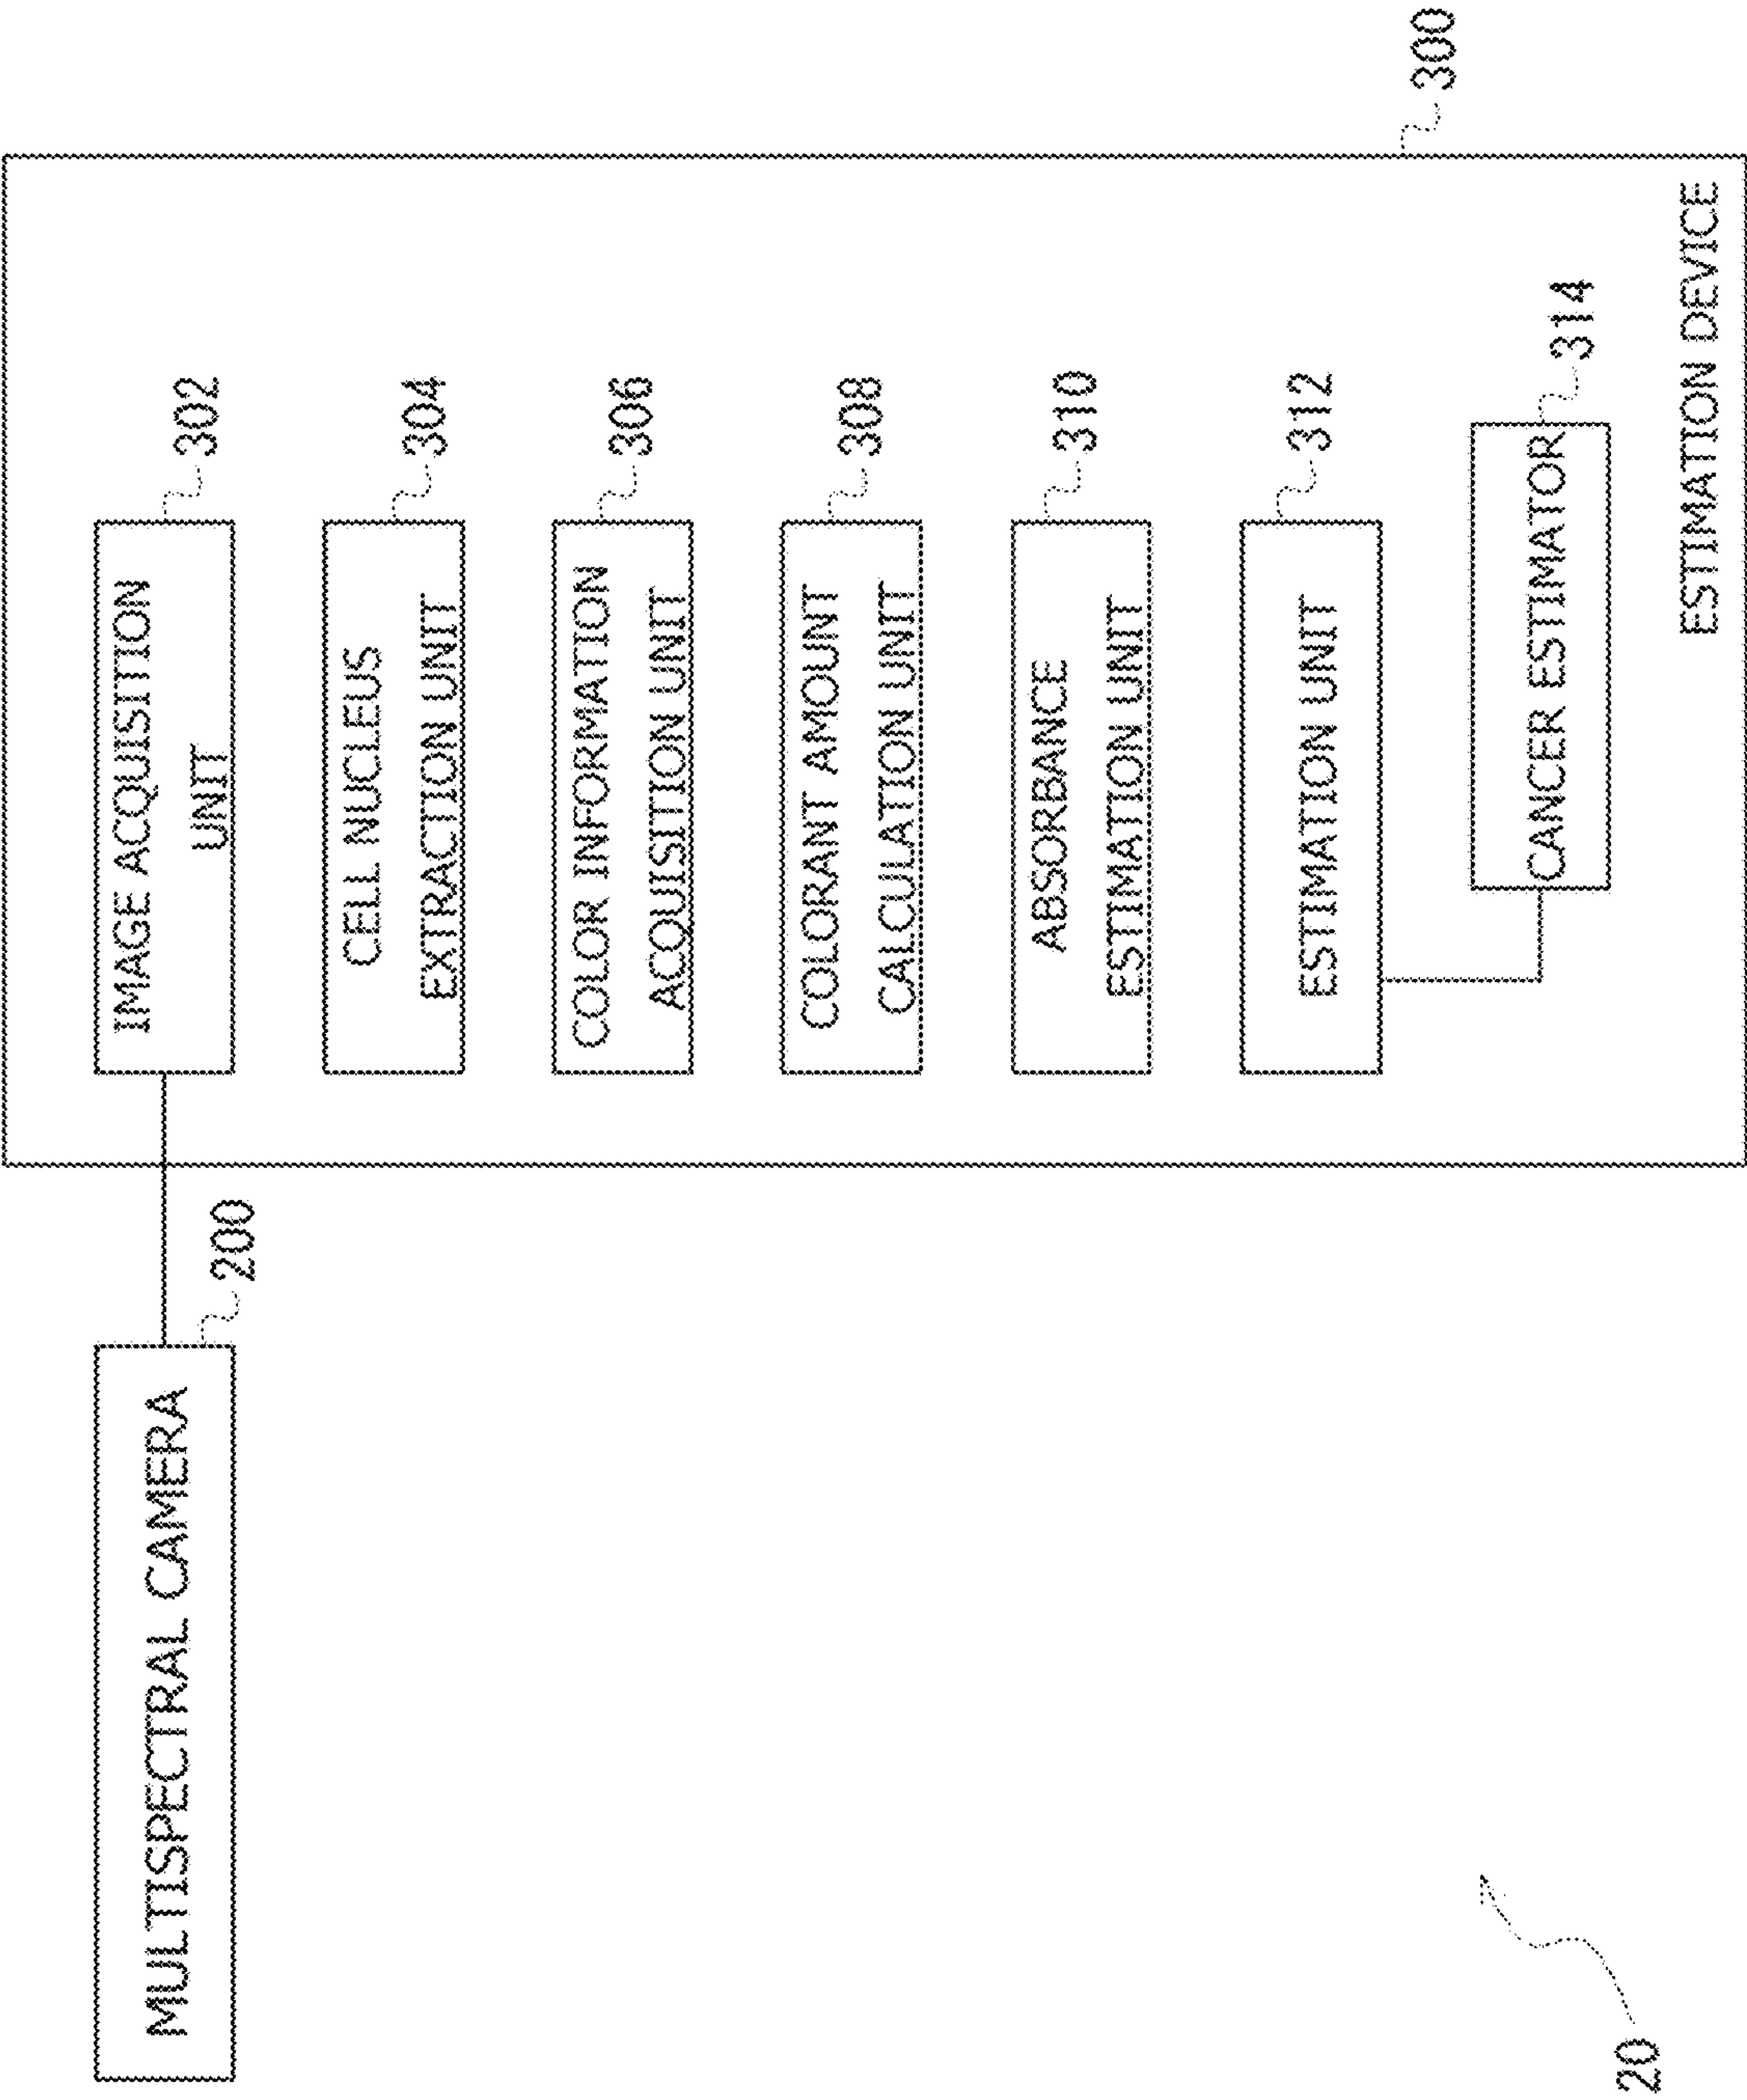 MULTISPECTRAL CAMERA
200
300
IMAGE ACQUISITION
UNIT
302
CELL NUCLEUS
EXTRACTION UNIT
304
COLOR INFORMATION
ACQUISITION UNIT
306
COLORANT AMOUNT
CALCULATION UNIT
308
ABSORBANCE
ESTIMATION UNIT
310
ESTIMATION UNIT
312
CANCER ESTIMATOR
314
ESTIMATION DEVICE
20